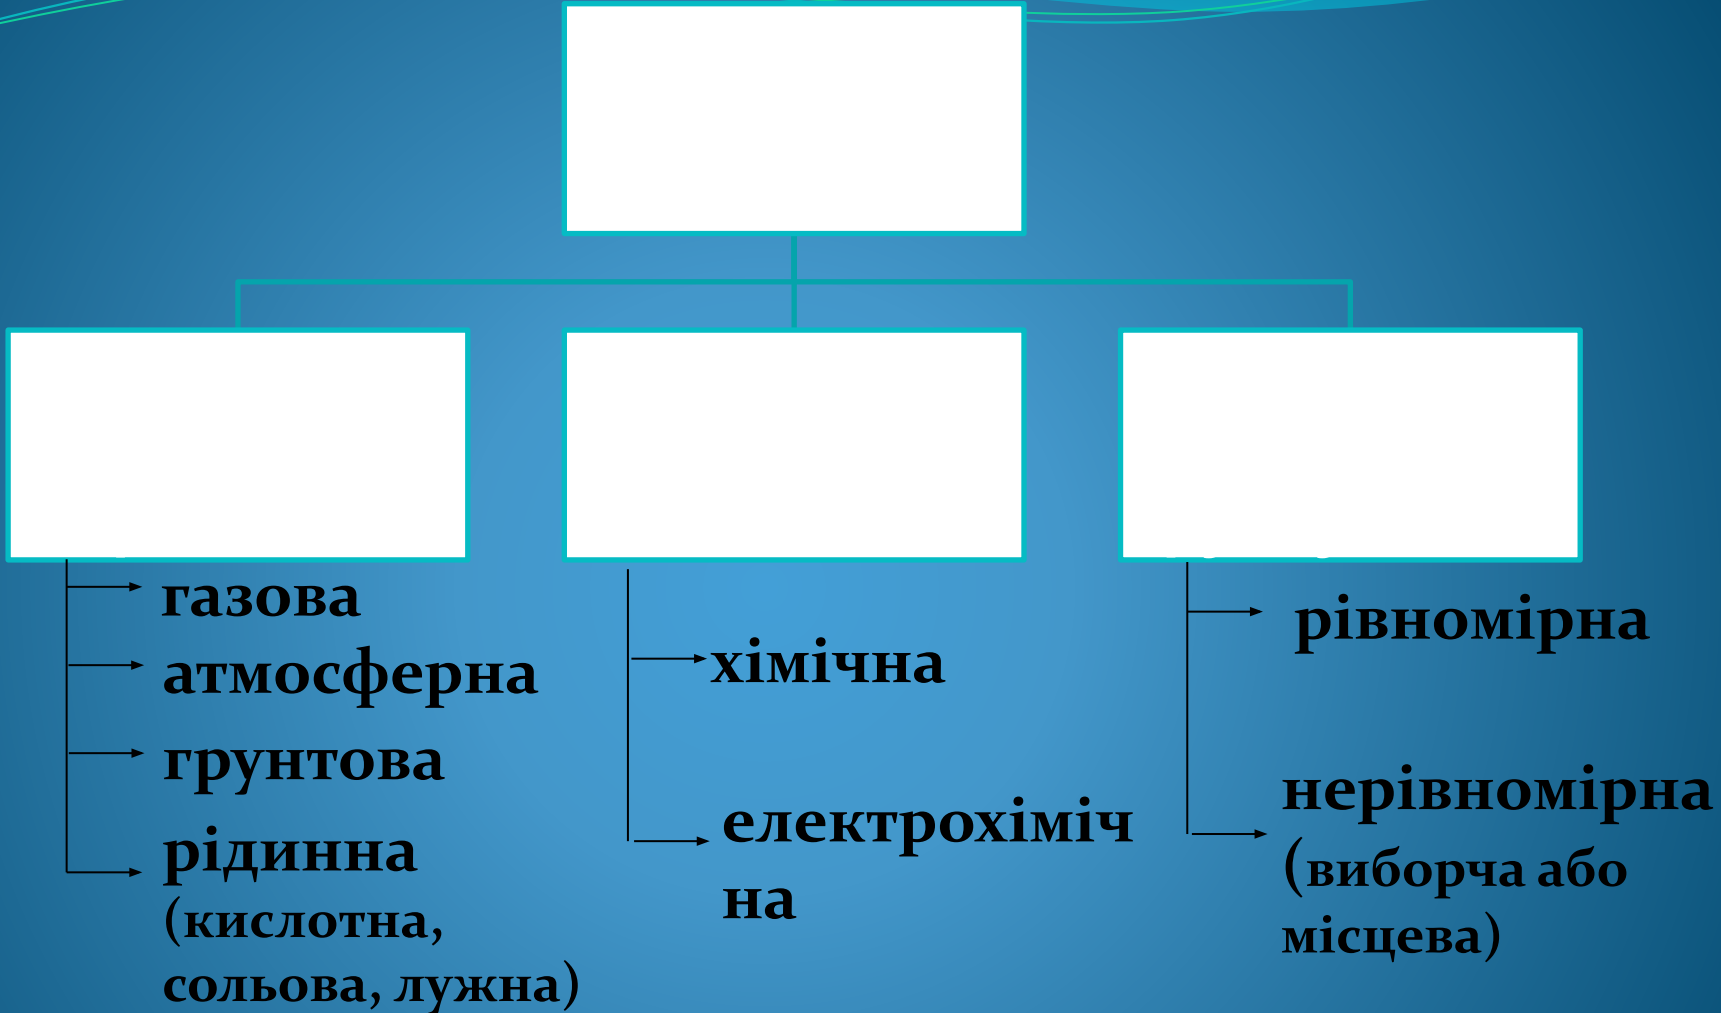 газова
атмосферна
грунтова
рідинна
(кислотна,
сольова, лужна)
хімічна
електрохіміч
на
рівномірна
нерівномірна
(виборча або
місцева)